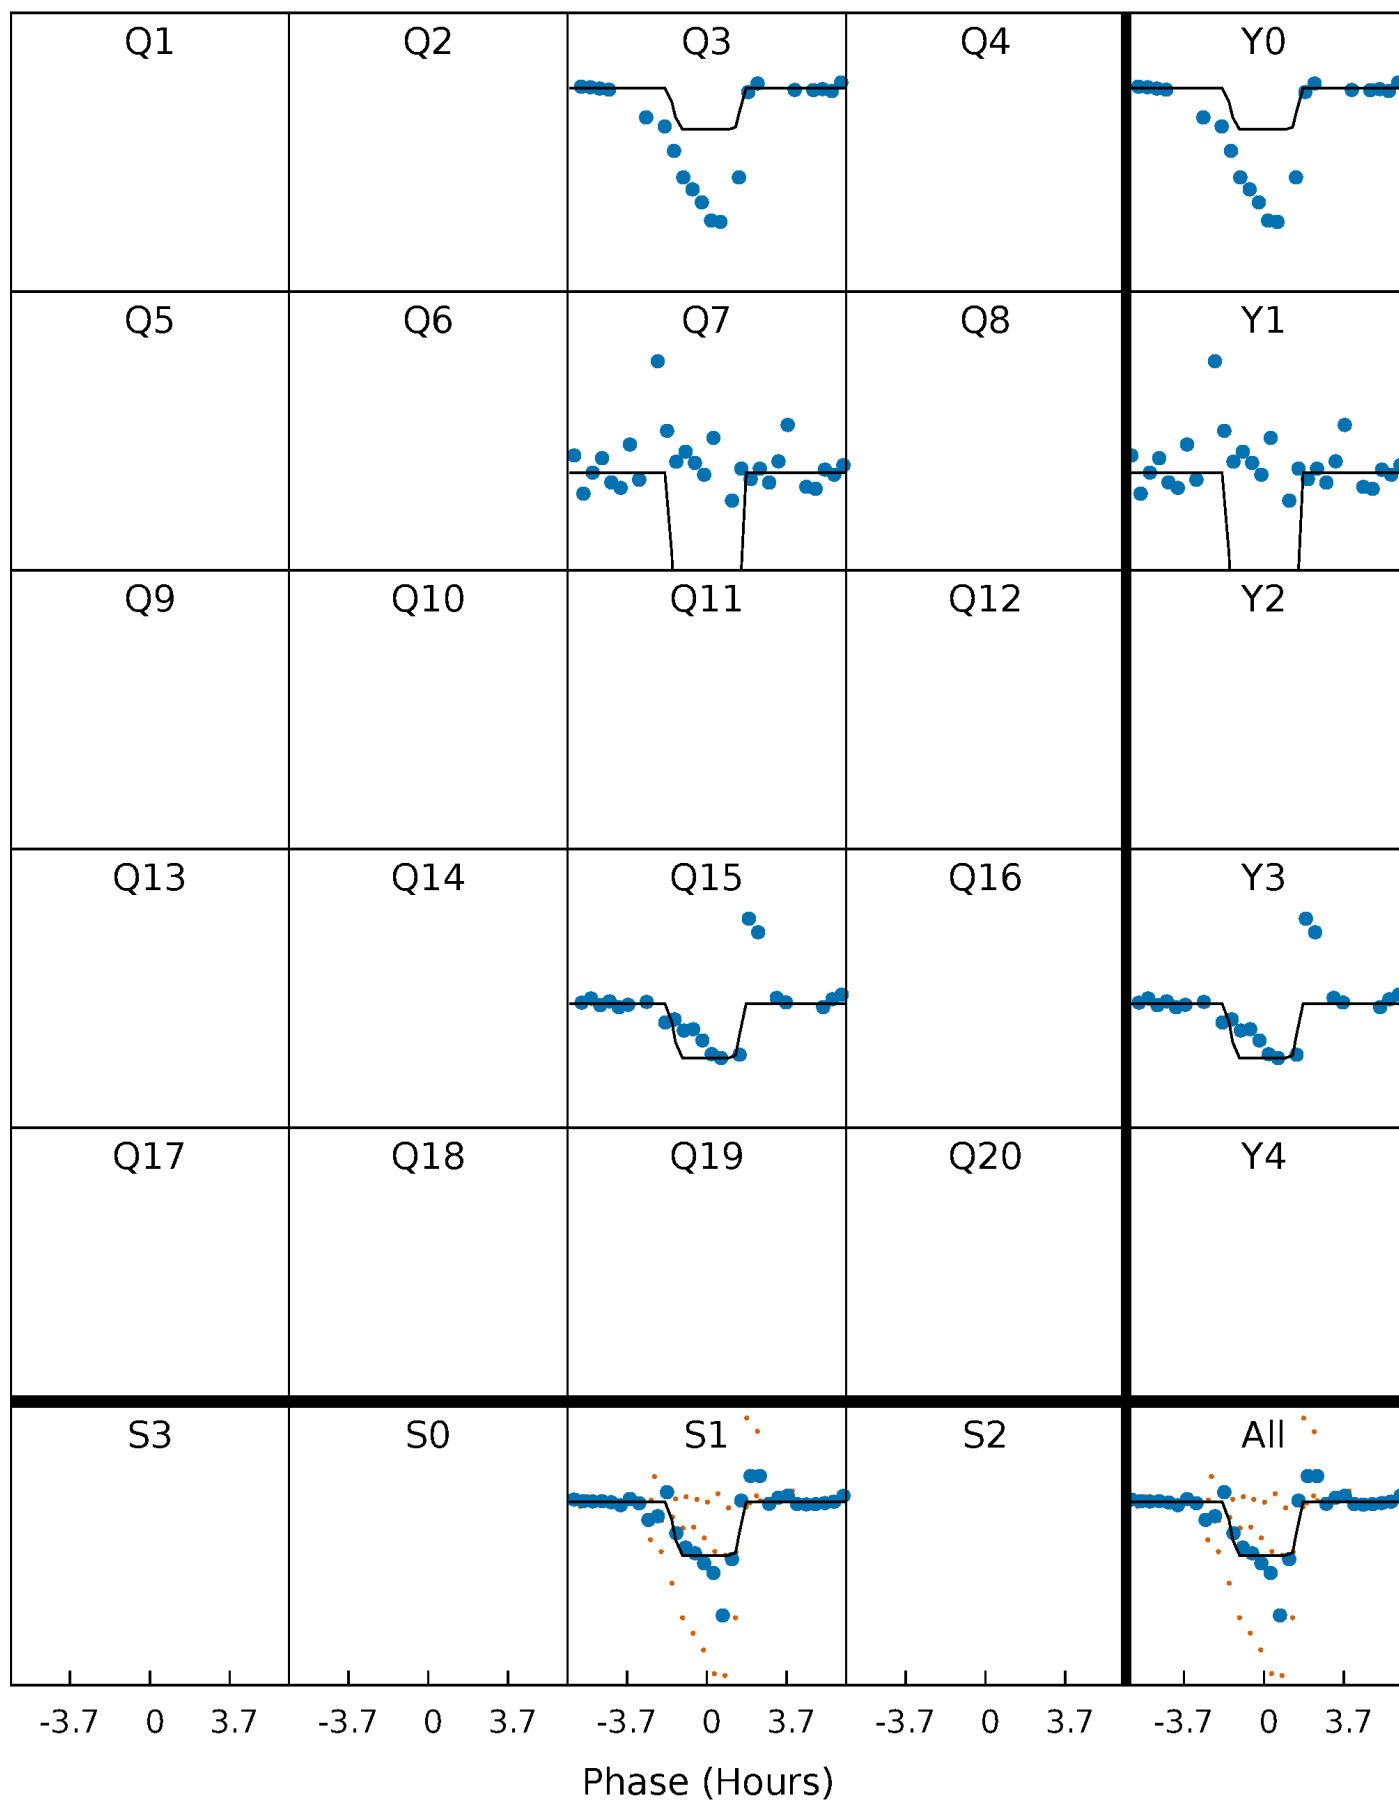 Q1 Q2 Q3 Q4 Y0
Q5 Q6 Q7 Q8 Y1
Q9 Q10 Q11 Q12 Y2
Q13 Q14 Q15 Q16 Y3
Q17 Q18 Q19 Q20 Y4
S3 S0 S1 S2 All
-3.7 0 3.7 -3.7 0 3.7 -3.7 0 3.7 -3.7 0 3.7 -3.7 0 3.7
Phase (Hours)